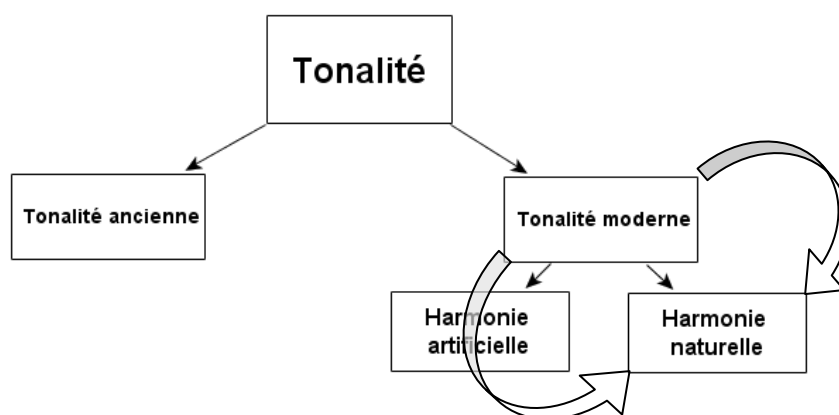 Tonalité
Tonalité ancienne
Tonalité moderne
Harmonie
artificielle
Harmonie
naturelle